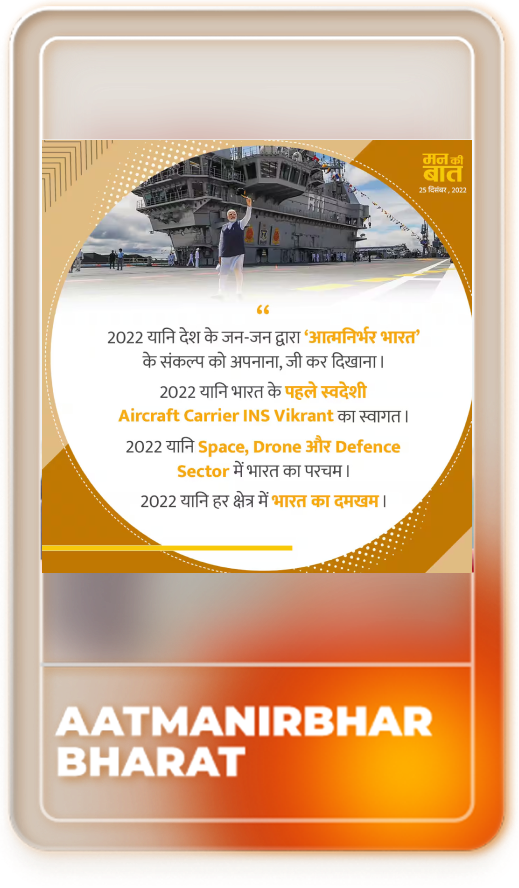 मन की
बात
25 दिसंबर, 2022
“
2022 यानि देश के जन-जन द्वारा ‘आत्मनिर्भर भारत’
के संकल्प को अपनाना, जी कर दिखाना।
2022 यानि भारत के पहले स्वदेशी
Aircraft Carrier INS Vikrant का स्वागत।
2022 यानि Space, Drone और Defence
Sector में भारत का परचम।
2022 यानि हर क्षेत्र में भारत का दमखम।
AATMANIRBHAR
BHARAT